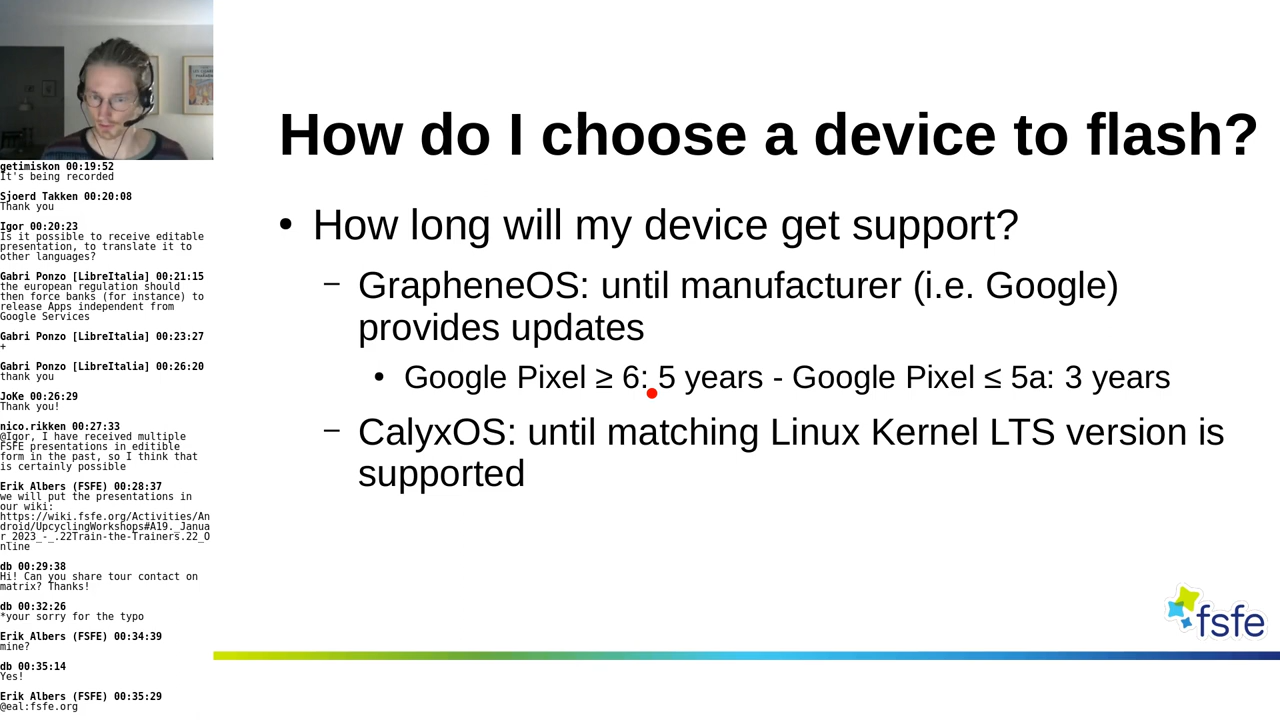 getimiskon 00:19:52
It's being recorded
Sjoerd Takken 00:20:08
Thank you
Igor 00:20:23
Is it possible to receive editable
presentation, to translate it to
other languages?
Gabri Ponzo [LibreItalia] 00:21:15
the european regulation should
then force banks (for instance) to
release Apps independent from
Google Services
Gabri Ponzo [LibreItalia] 00:23:27
+
Gabri Ponzo [LibreItalia] 00:26:20
thank you
JoKe 00:26:29
Thank you!
nico.rikken 00:27:33
@Igor, I have received multiple
FSFE presentations in editible
form in the past, so I think that
is certainly possible
Erik Albers (FSFE) 00:28:37
we will put the presentations in
our wiki:
https://wiki.fsfe.org/Activities/An
droid/UpcyclingWorkshops#A19._Janua
r_2023_-_.22Train-the-Trainers.22_O
nline
db 00:29:38
Hi! Can you share tour contact on
matrix? Thanks!
db 00:32:26
*your sorry for the typo
Erik Albers (FSFE) 00:34:39
mine?
db 00:35:14
Yes!
Erik Albers (FSFE) 00:35:29
@eal:fsfe.org
How do I choose a device to flash?
• How long will my device get support?
– GrapheneOS: until manufacturer (i.e. Google)
provides updates
• Google Pixel ≥ 6: 5 years - Google Pixel ≤ 5a: 3 years
– CalyxOS: until matching Linux Kernel LTS version is
supported
fsfe